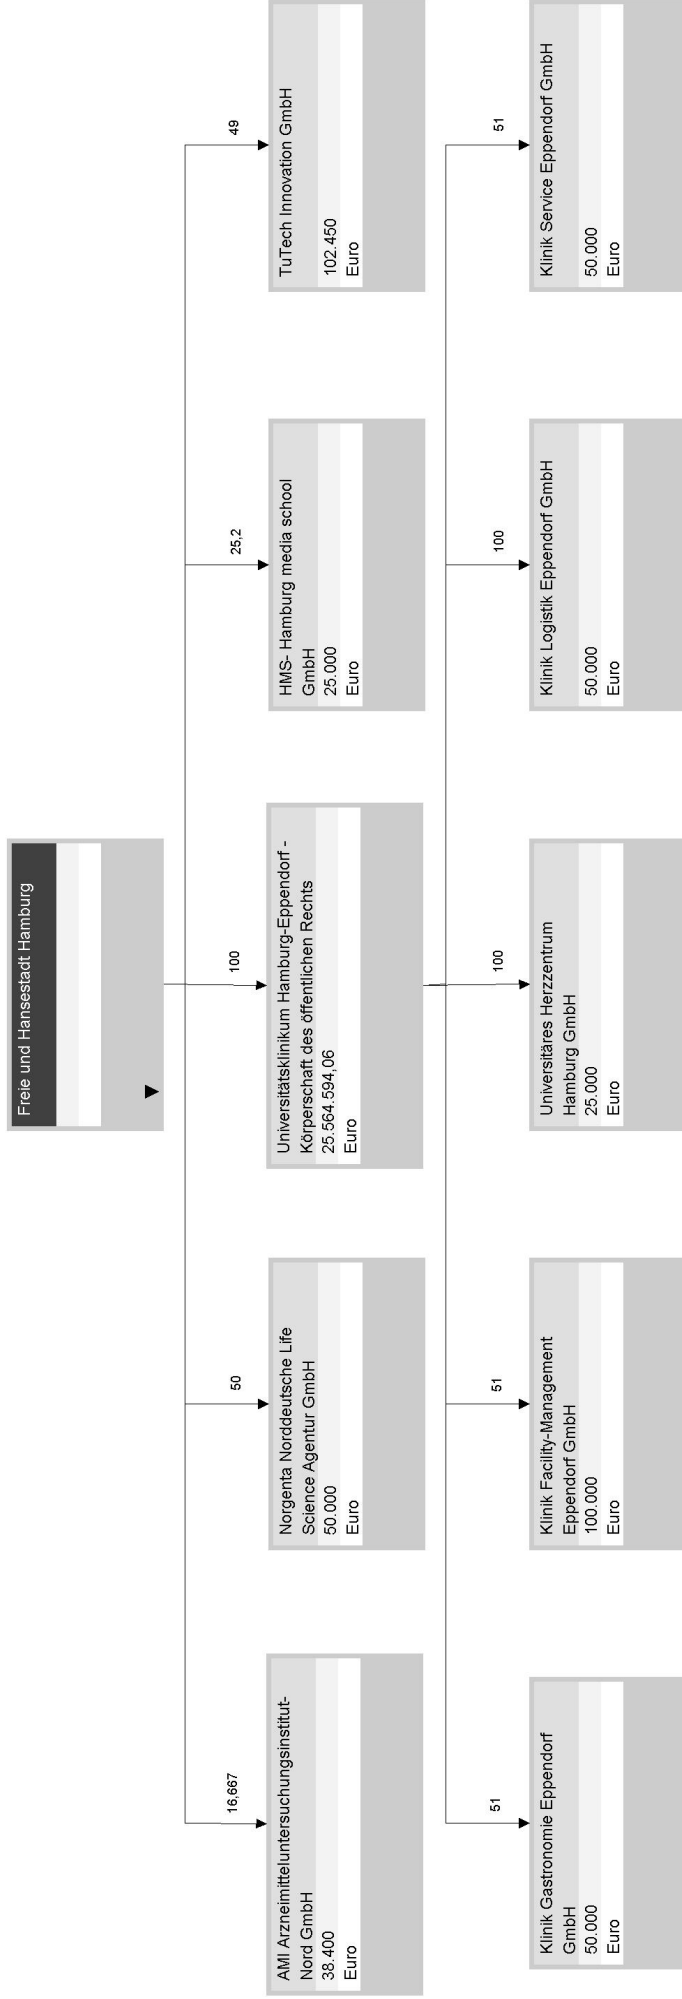 Freie und Hansestadt Hamburg
16,667
50
100
25,2
49
AMI Arzneimitteluntersuchungsinstitut-
Nord GmbH
38.400
Euro
Norgenta Norddeutsche Life
Science Agentur GmbH
50.000
Euro
Universitätsklinikum Hamburg-Eppendorf -
Körperschaft des öffentlichen Rechts
25.564.594,06
Euro
HMS- Hamburg media school
GmbH
25.000
Euro
TuTech Innovation GmbH
102.450
Euro
51
51
100
100
51
Klinik Gastronomie Eppendorf
GmbH
50.000
Euro
Klinik Facility-Management
Eppendorf GmbH
100.000
Euro
Universitäres Herzzentrum
Hamburg GmbH
25.000
Euro
Klinik Logistik Eppendorf GmbH
50.000
Euro
Klinik Service Eppendorf GmbH
50.000
Euro